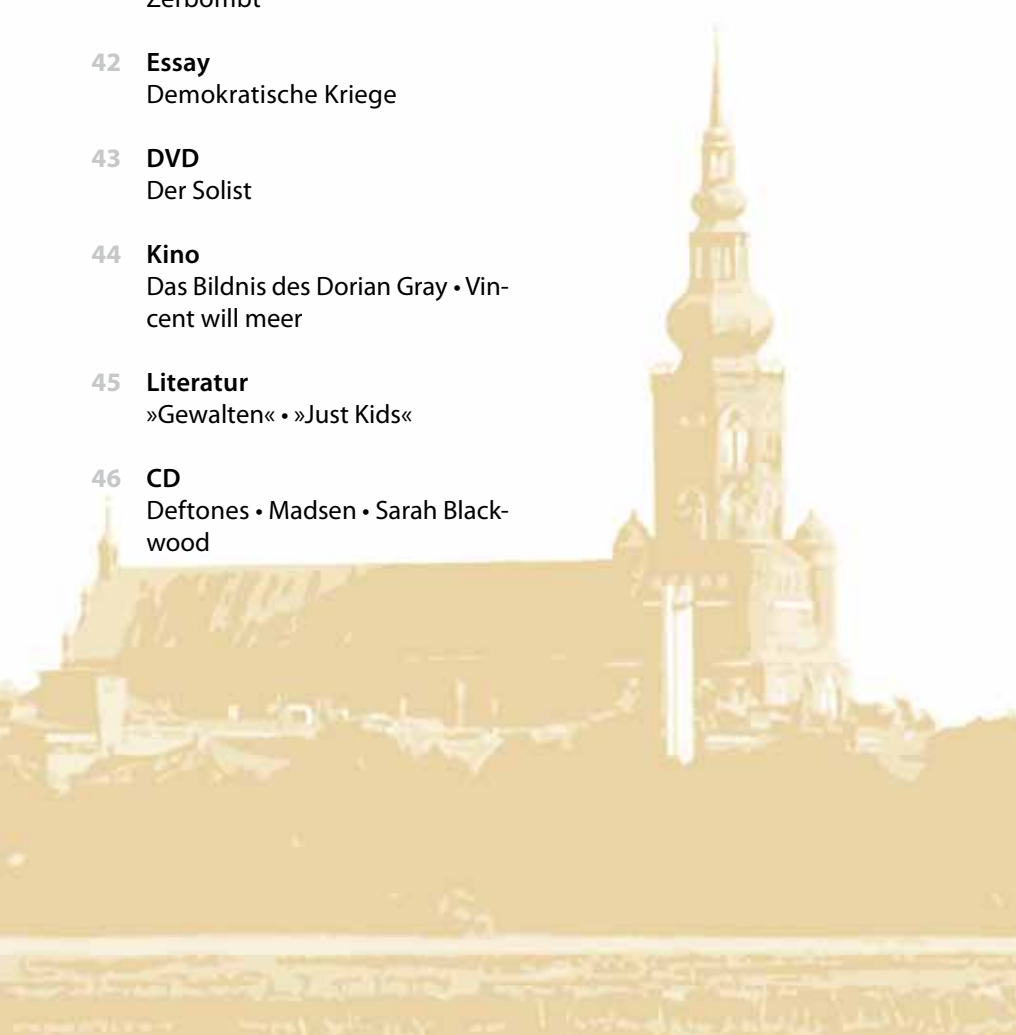 Zerbombt
42 Essay
Demokratische Kriege
43 DVD
Der Solist
44 Kino
Das Bildnis des Dorian Gray • Vin-
cent will meer
45 Literatur
»Gewalten« • »Just Kids«
46 CD
Deftones • Madsen • Sarah Black-
wood